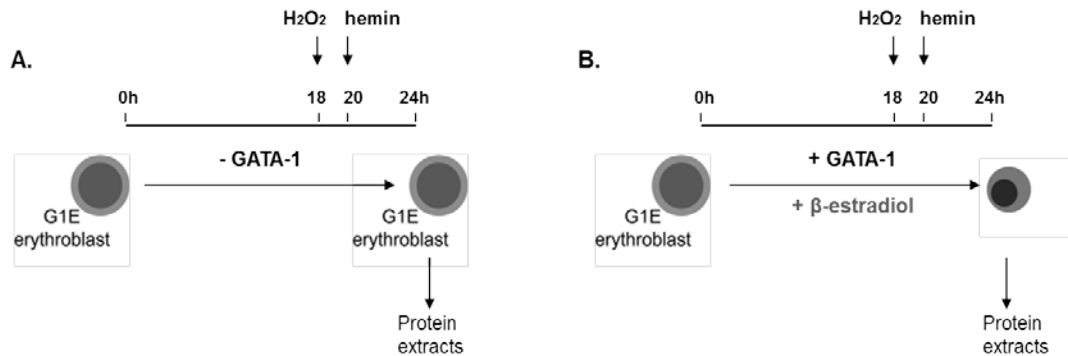 H2O2 hemin
A.
0h 18 20 24h
- GATA-1
G1E
erythroblast
G1E
erythroblast
Protein
extracts
H2O2 hemin
B.
0h 18 20 24h
+ GATA-1
+ β-estradiol
G1E
erythroblast
Protein
extracts